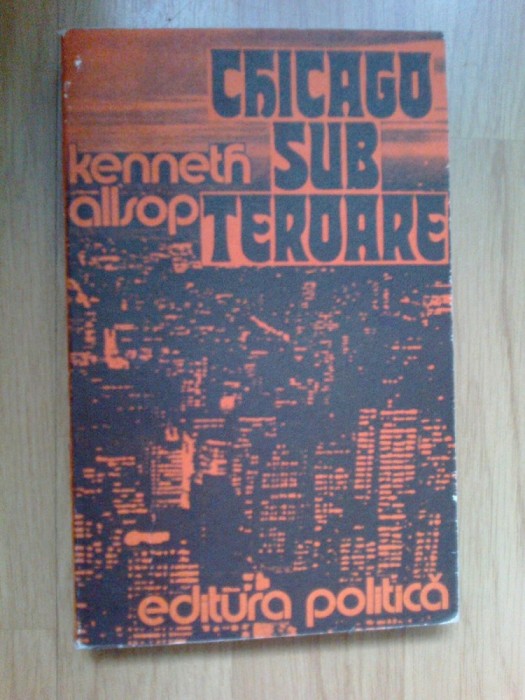 Chicago
kenneth SUB
allsop TEROARE
editura politică